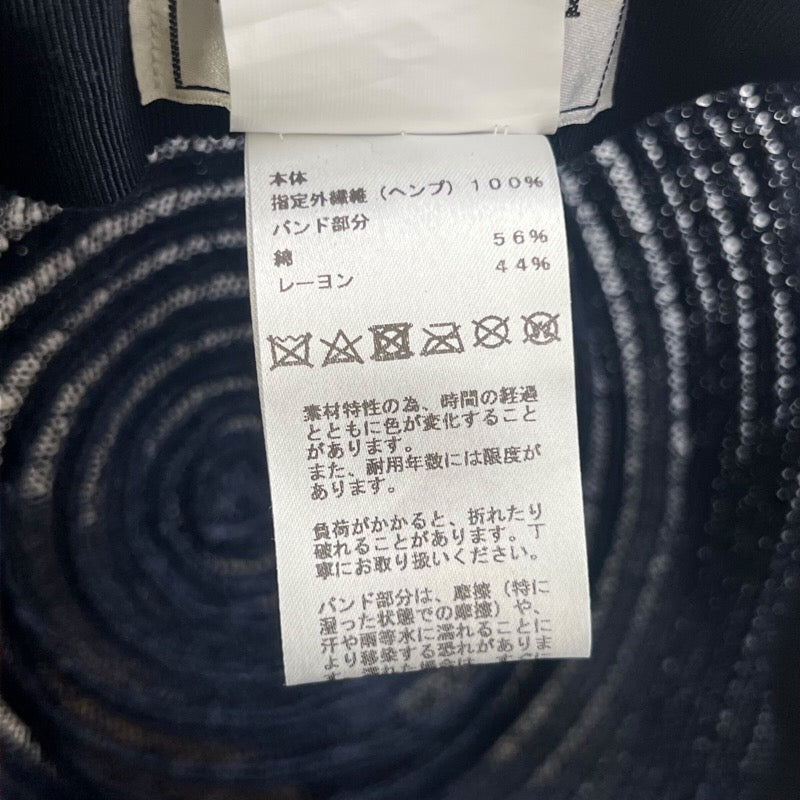 本体
指定外繊維（ヘンプ）１００％
バンド部分
綿 ５６％
レーヨン ４４％
素材特性の為、時間の経過
とともに色が変化すること
があります。
また、耐用年数には限度が
あります。
負荷がかかると、折れたり
破れることがあります。丁
寧にお取り扱いください。
バンド部分は、摩擦（特に
湿った状態での摩擦）や、
汗や雨等水に濡れることに
より移染する恐れがありま